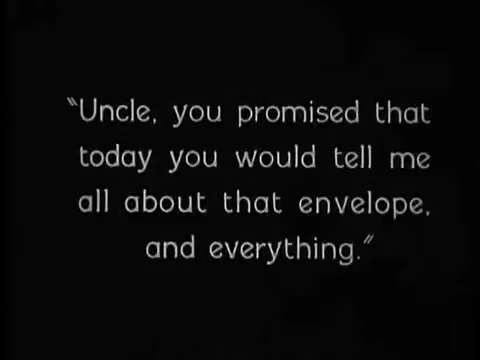 "Uncle, you promised that
today you would tell me
all about that envelope,
and everything."